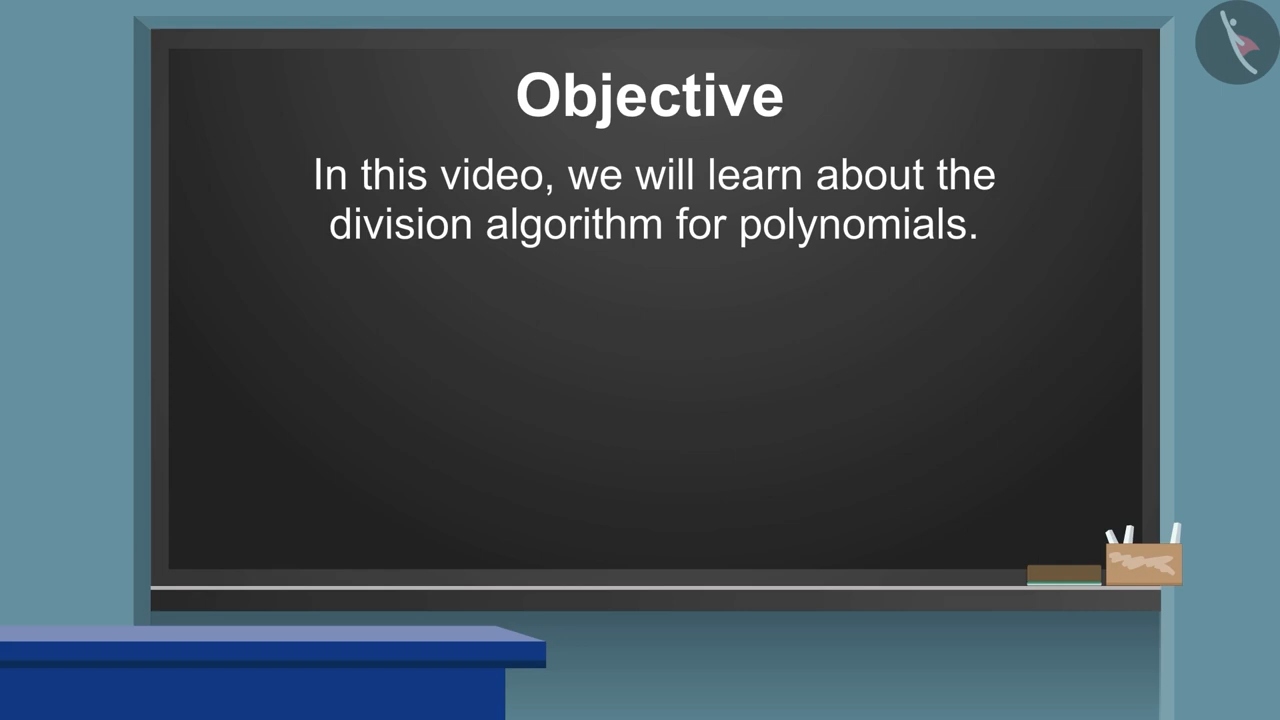 Objective
In this video, we will learn about the
division algorithm for polynomials.